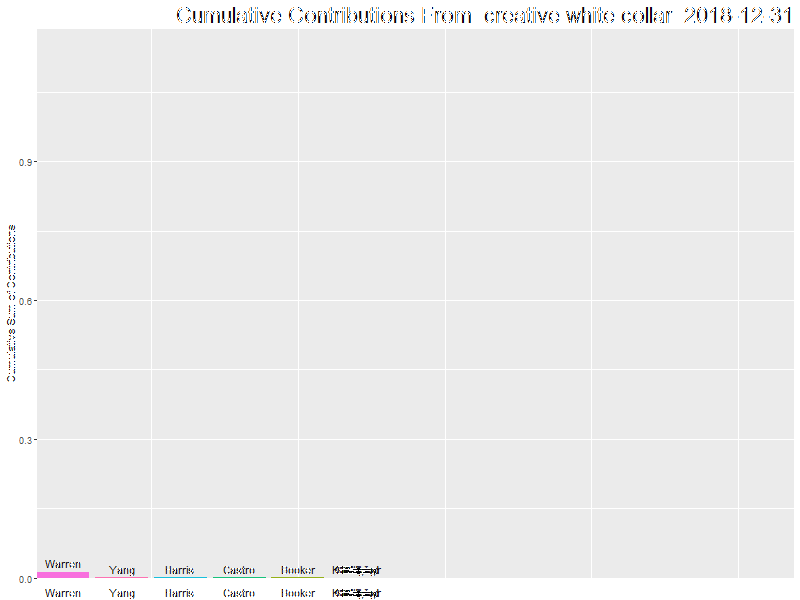 Cumulative Contributions From  creative white collar  2018-12-31
Cumulative Sum of Contributions
0.9
0.6
0.3
0.0
Warren Yang Harris Castro Booker
Warren Yang Harris Castro Booker